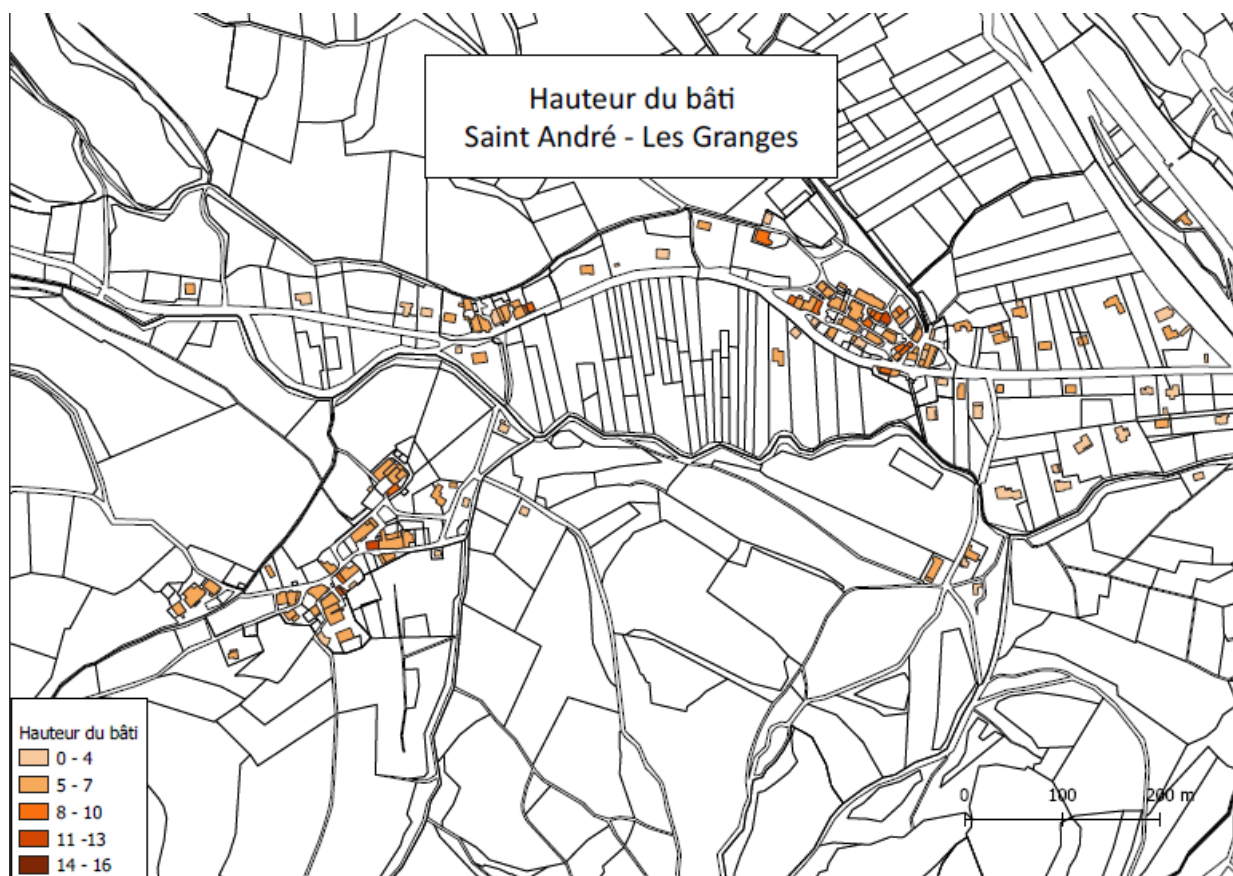 Hauteur du bâti
Saint André - Les Granges
Hauteur du bâti
0 - 4
5 - 7
8 - 10
11 -13
14 - 16
0 100 200 m